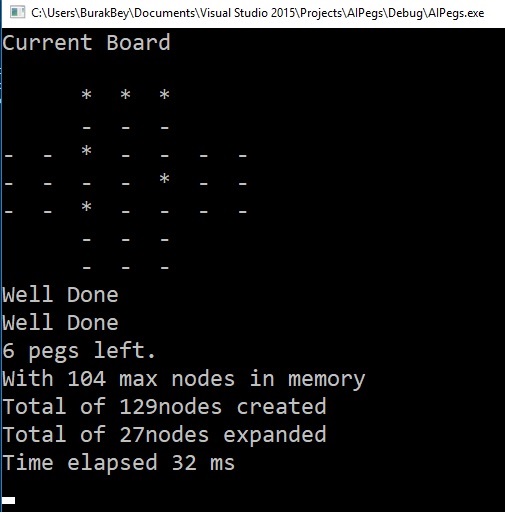 C:\Users\BurakBey\Documents\Visual Studio 2015\Projects\AIPegs\Debug\AIPegs.exe
Current Board
* * *
- - -
- - * - - - -
- - - - * - -
- - * - - - -
- - -
- - -
Well Done
Well Done
6 pegs left.
With 104 max nodes in memory
Total of 129nodes created
Total of 27nodes expanded
Time elapsed 32 ms